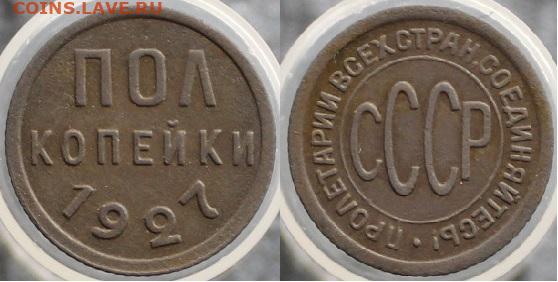 COINS.LAVE.RU
ПОЛ
КОПЕЙКИ
1927
ПРОЛЕТАРИИ ВСЕХ СТРАН, СОЕДИНЯЙТЕСЬ!
СССР